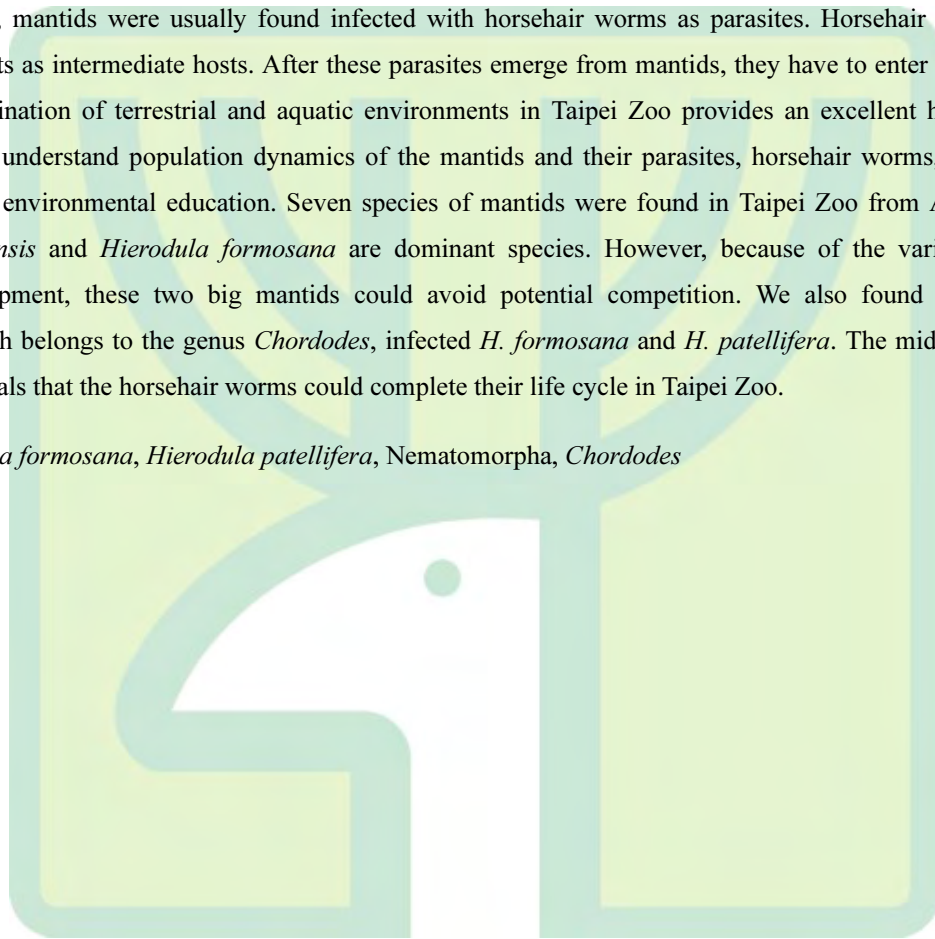 , mantids were usually found infected with horsehair worms as parasites. Horsehair
ts as intermediate hosts. After these parasites emerge from mantids, they have to enter
ination of terrestrial and aquatic environments in Taipei Zoo provides an excellent h
understand population dynamics of the mantids and their parasites, horsehair worms,
environmental education. Seven species of mantids were found in Taipei Zoo from A
nsis and Hierodula formosana are dominant species. However, because of the vari
pment, these two big mantids could avoid potential competition. We also found
h belongs to the genus Chordodes, infected H. formosana and H. patellifera. The mid
als that the horsehair worms could complete their life cycle in Taipei Zoo.
a formosana, Hierodula patellifera, Nematomorpha, Chordodes